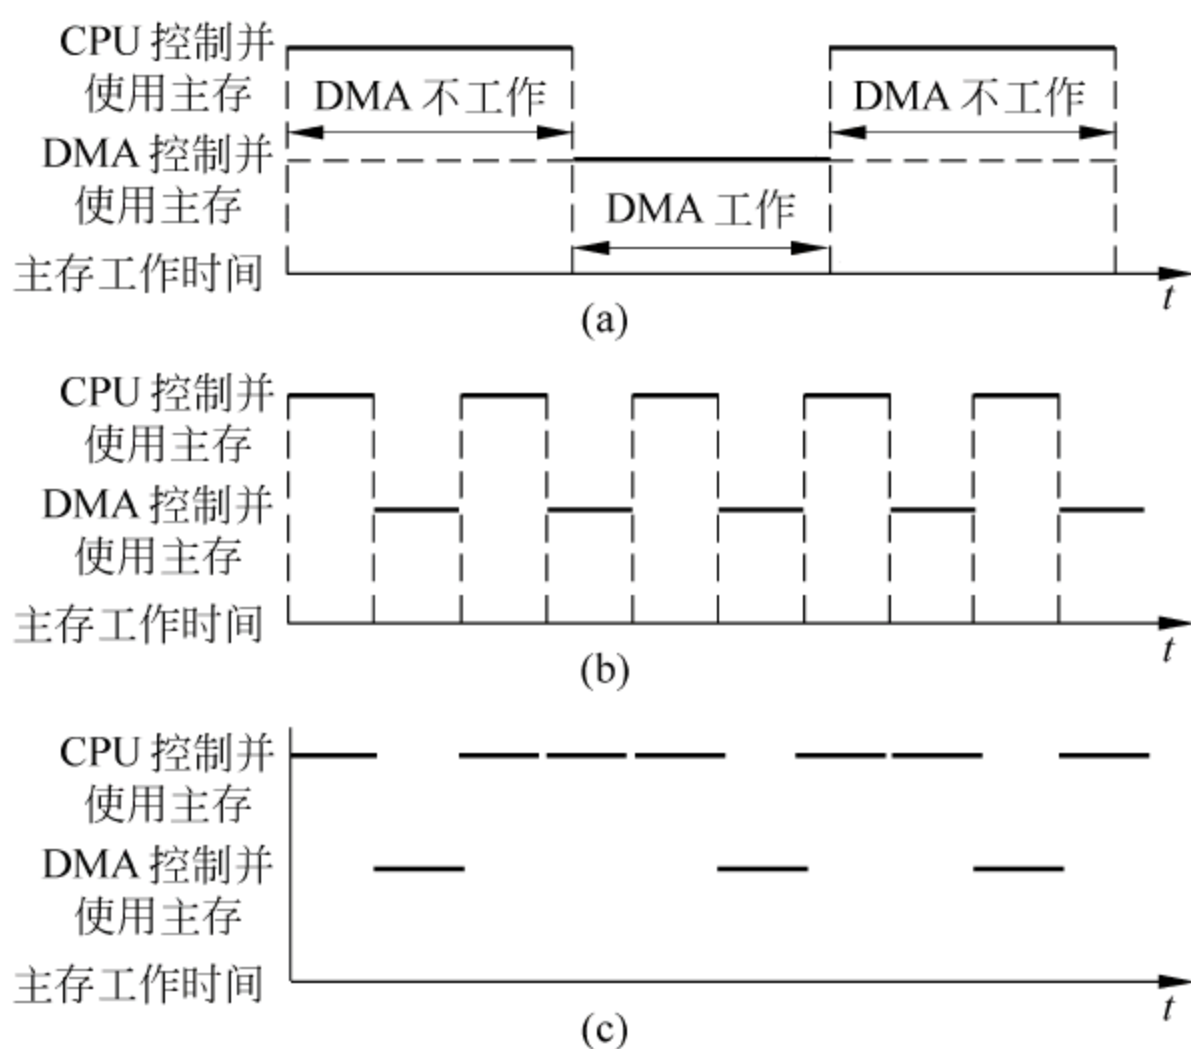 CPU 控制并
使用主存
DMA 不工作
DMA 不工作
DMA 控制并
使用主存
DMA 工作
主存工作时间
t
(a)
CPU 控制并
使用主存
DMA 控制并
使用主存
主存工作时间
t
(b)
CPU 控制并
使用主存
DMA 控制并
使用主存
主存工作时间
t
(c)